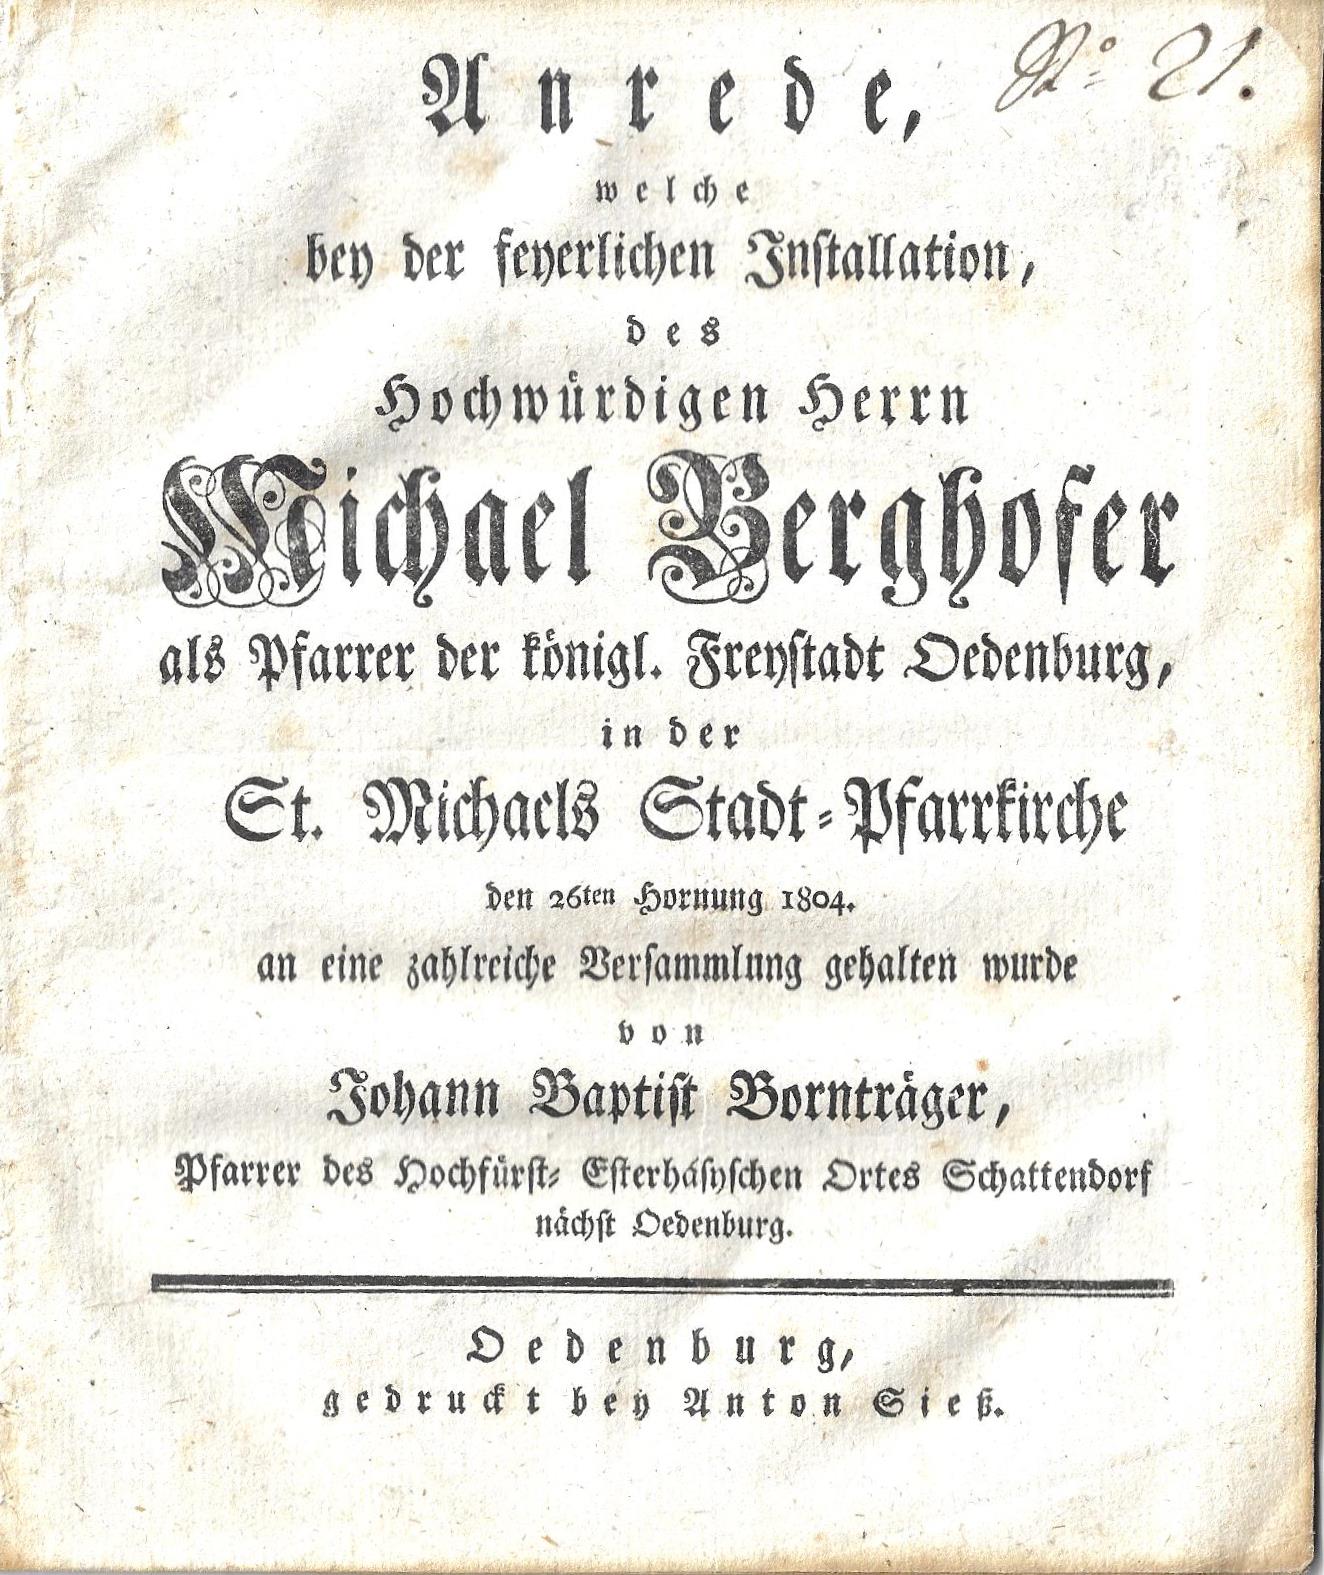 Anrede,
No 21.
welche
bey der feyerlichen Installation,
des
Hochwürdigen Herrn
Michael Berghofer
als Pfarrer der königl. Freystadt Oedenburg,
in der
St. Michaels Stadt-Pfarrkirche
den 26ten Hornung 1804.
an eine zahlreiche Versammlung gehalten wurde
von
Johann Baptist Bornträger,
Pfarrer des Hochfürst- Esterhásyschen Ortes Schattendorf
nächst Oedenburg.
Oedenburg,
gedruckt bey Anton Sieß.